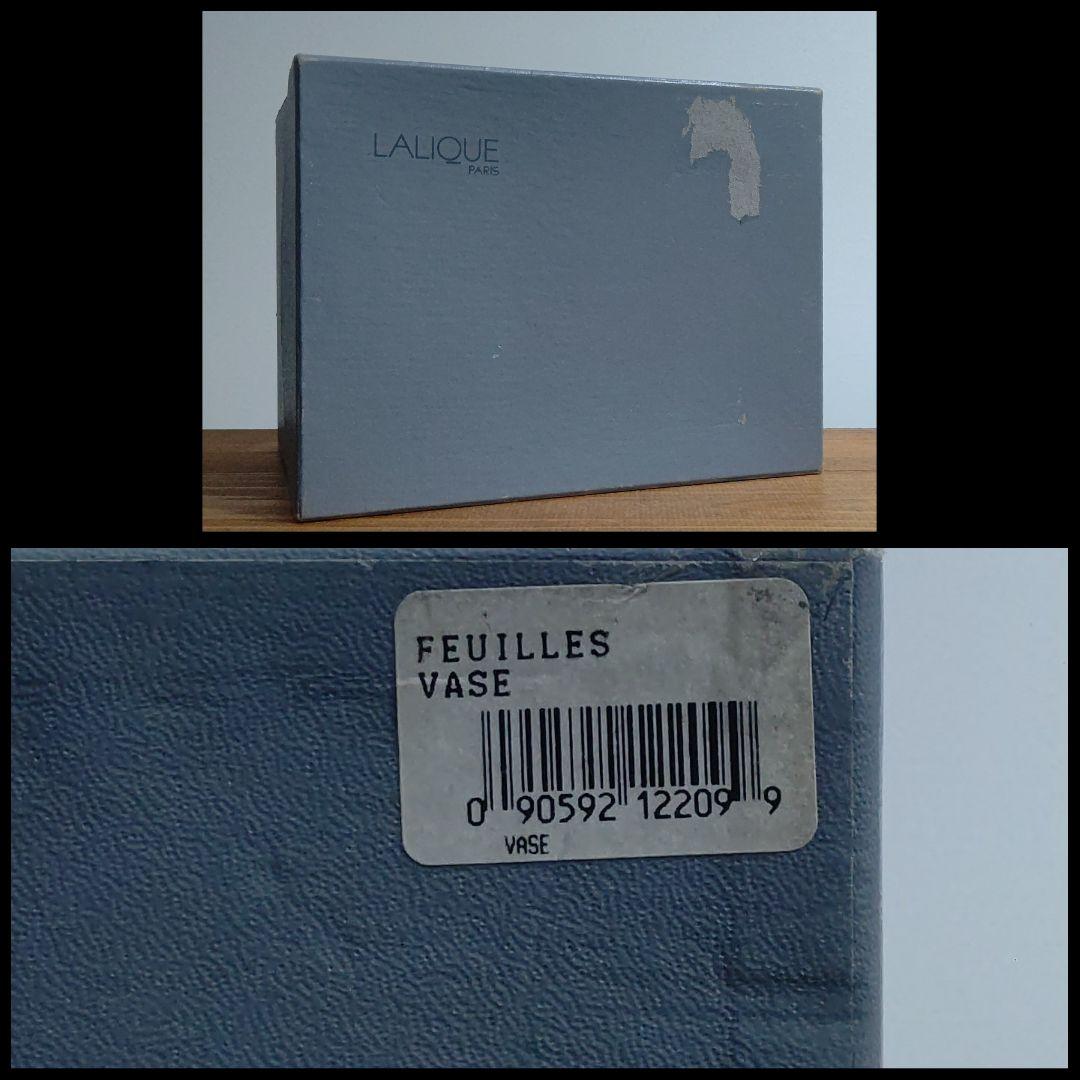 LALIQUE
PARIS
FEUILLES
VASE
0 90592 12209 9
VASE